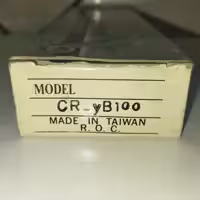 MODEL
CR-yB100
MADE IN TAIWAN
R.O.C.